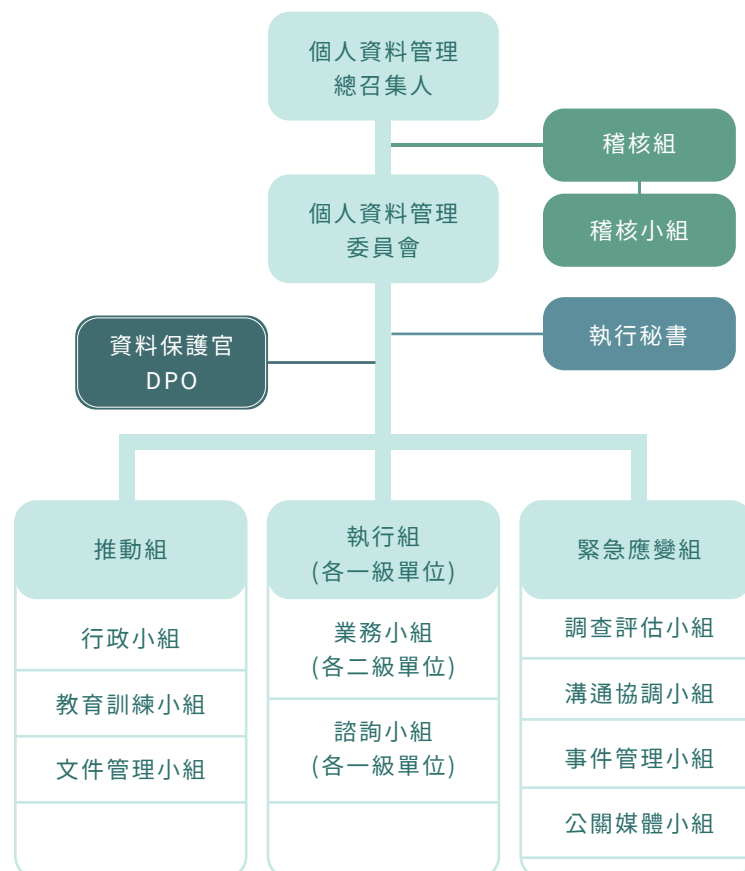 個人資料管理
總召集人
稽核組
稽核小組
個人資料管理
委員會
執行秘書
資料保護官
DPO
推動組
行政小組
教育訓練小組
文件管理小組
執行組
(各一級單位)
業務小組
(各二級單位)
諮詢小組
(各一級單位)
緊急應變組
調查評估小組
溝通協調小組
事件管理小組
公關媒體小組